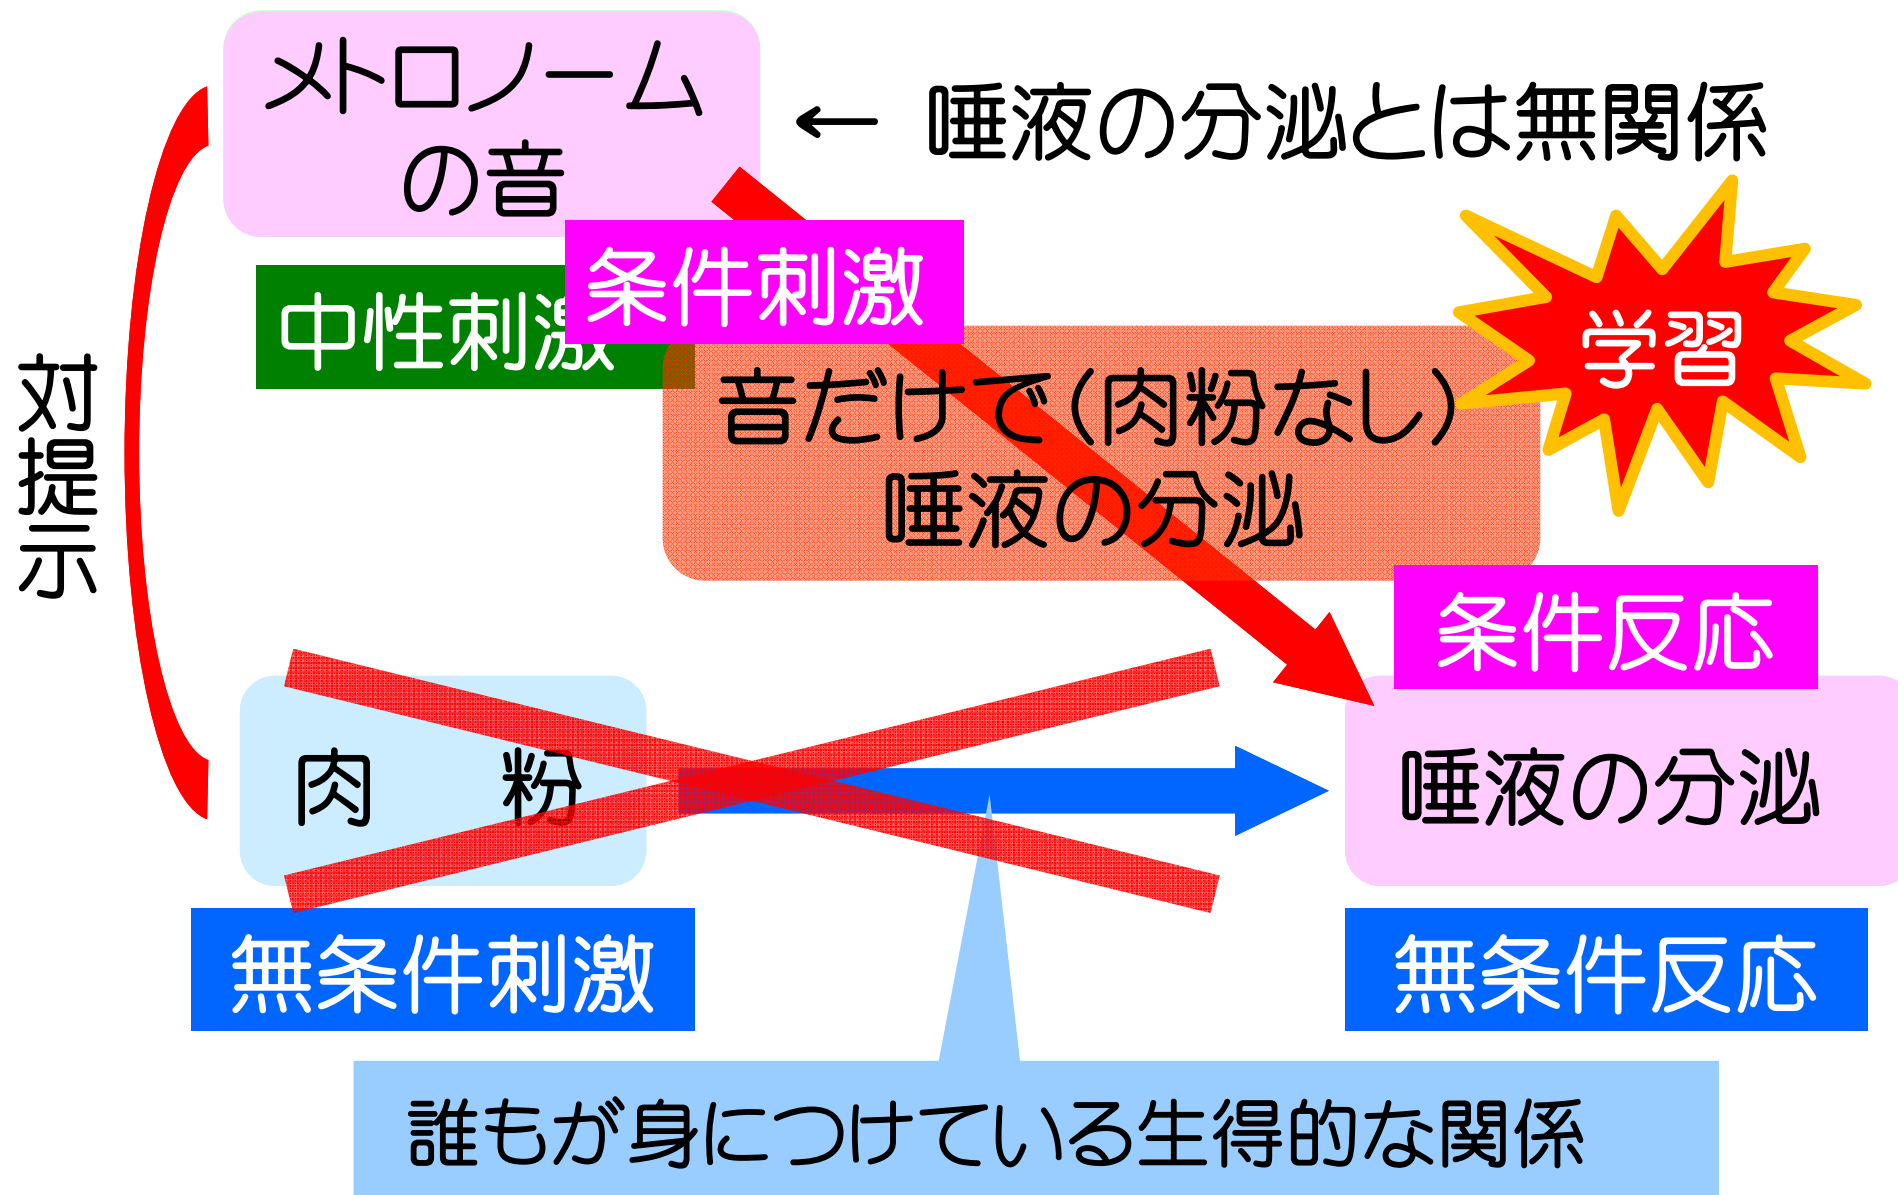 メトロノーム
の音
← 唾液の分泌とは無関係
条件刺激
中性刺激
学習
対提示
音だけで(肉粉なし)
唾液の分泌
条件反応
肉 粉
唾液の分泌
無条件刺激
無条件反応
誰もが身につけている生得的な関係